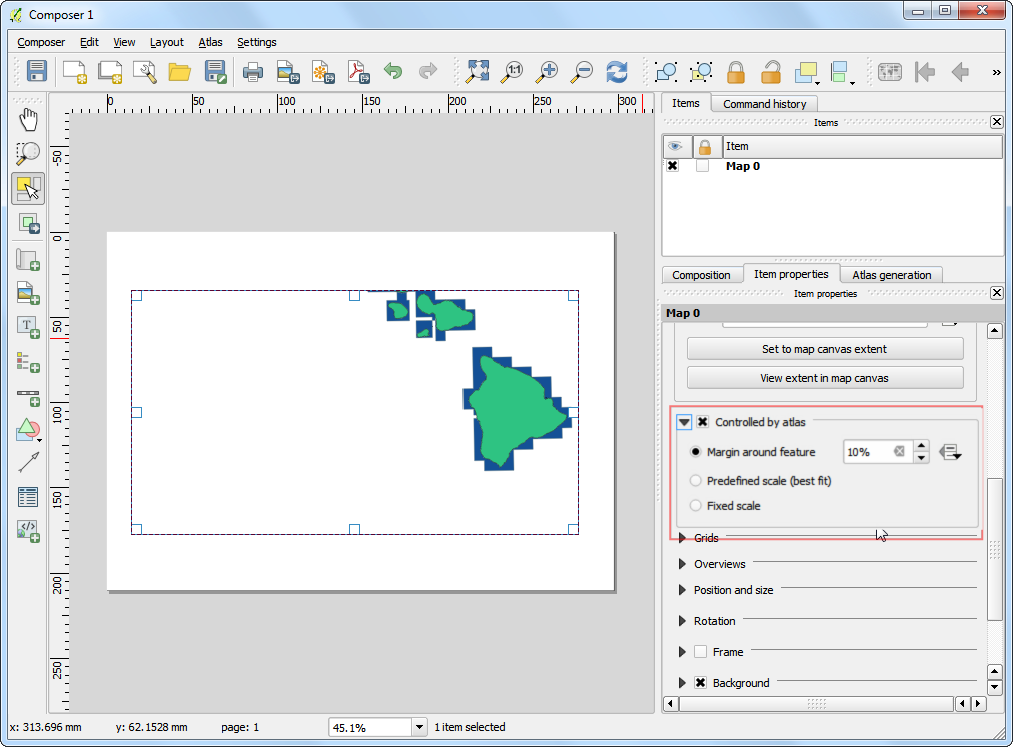 Composer 1
Composer Edit View Layout Atlas Settings
1:1
»
0 50 100 150 200 250 300
Items Command history
Items
Item
Map 0
-50
0
50
100
150
200
250
T
Composition Item properties Atlas generation
Item properties
Map 0
Set to map canvas extent
View extent in map canvas
Controlled by atlas
Margin around feature 10%
Predefined scale (best fit)
Fixed scale
Grids
Overviews
Position and size
Rotation
Frame
Background
x: 313.696 mm y: 62.1528 mm page: 1 45.1% 1 item selected